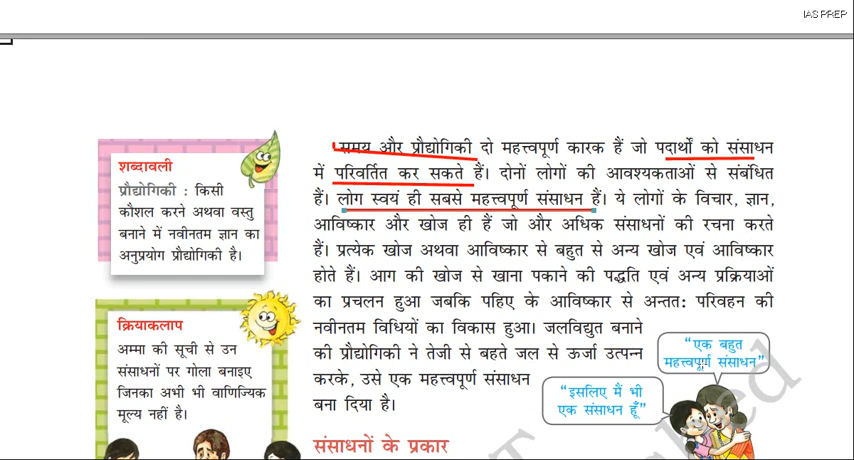 IAS PREP
शब्दावली
प्रौद्योगिकी : किसी
कौशल करने अथवा वस्तु
बनाने में नवीनतम ज्ञान का
अनुप्रयोग प्रौद्योगिकी है।
क्रियाकलाप
अम्मा की सूची से उन
संसाधनों पर गोला बनाइए
जिनका अभी भी वाणिज्यिक
मूल्य नहीं है।
समय और प्रौद्योगिकी दो महत्त्वपूर्ण कारक हैं जो पदार्थों को संसाधन
में परिवर्तित कर सकते हैं। दोनों लोगों की आवश्यकताओं से संबंधित
हैं। लोग स्वयं ही सबसे महत्त्वपूर्ण संसाधन हैं। ये लोगों के विचार, ज्ञान,
आविष्कार और खोज ही हैं जो और अधिक संसाधनों की रचना करते
हैं। प्रत्येक खोज अथवा आविष्कार से बहुत से अन्य खोज एवं आविष्कार
होते हैं। आग की खोज से खाना पकाने की पद्धति एवं अन्य प्रक्रियाओं
का प्रचलन हुआ जबकि पहिए के आविष्कार से अन्तत: परिवहन की
नवीनतम विधियों का विकास हुआ। जलविद्युत बनाने
की प्रौद्योगिकी ने तेजी से बहते जल से ऊर्जा उत्पन्न
करके, उसे एक महत्त्वपूर्ण संसाधन
बना दिया है।
"एक बहुत
महत्त्वपूर्ण संसाधन"
"इसलिए मैं भी
एक संसाधन हूँ"
संसाधनों के प्रकार